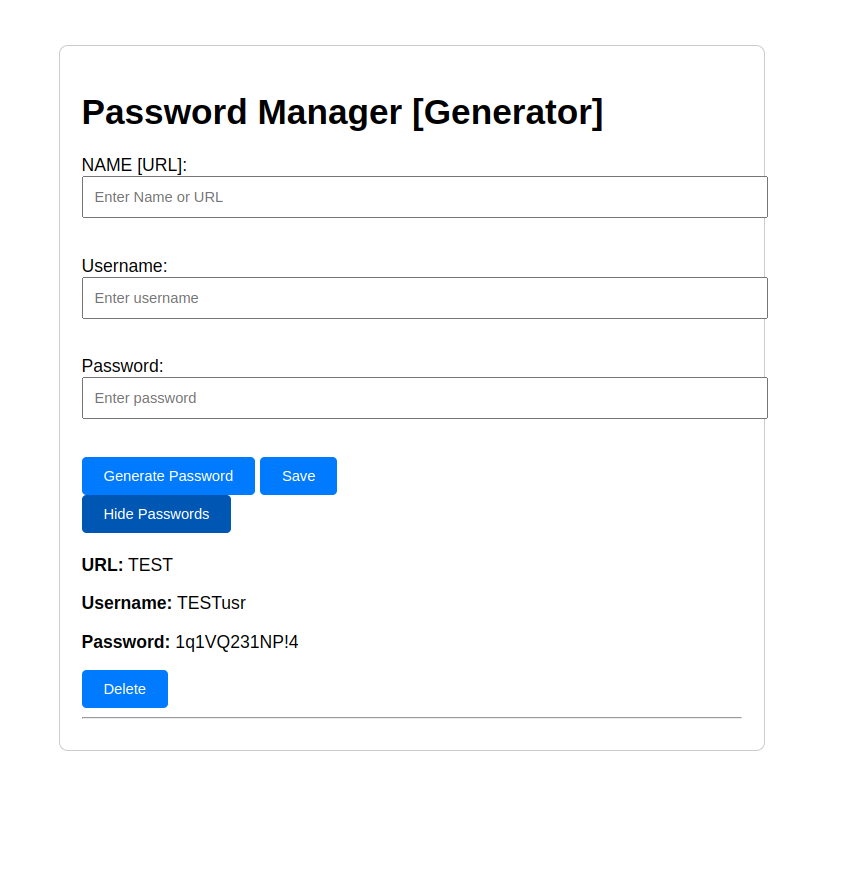 Password Manager [Generator]
NAME [URL]:
Enter Name or URL
Username:
Enter username
Password:
Enter password
Generate Password Save
Hide Passwords
URL: TEST
Username: TESTusr
Password: 1q1VQ231NP!4
Delete